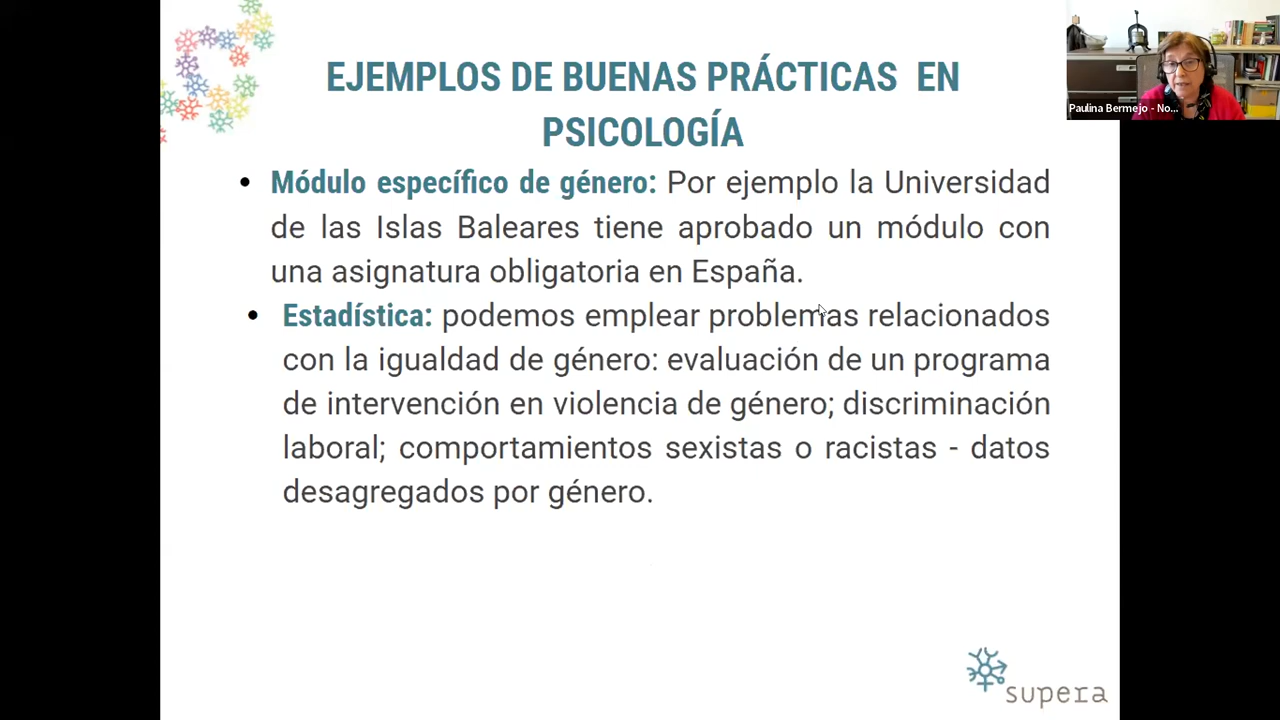 EJEMPLOS DE BUENAS PRÁCTICAS EN
PSICOLOGÍA
Paulina Bermejo - No...
• Módulo específico de género: Por ejemplo la Universidad
de las Islas Baleares tiene aprobado un módulo con
una asignatura obligatoria en España.
• Estadística: podemos emplear problemas relacionados
con la igualdad de género: evaluación de un programa
de intervención en violencia de género; discriminación
laboral; comportamientos sexistas o racistas - datos
desagregados por género.
supera